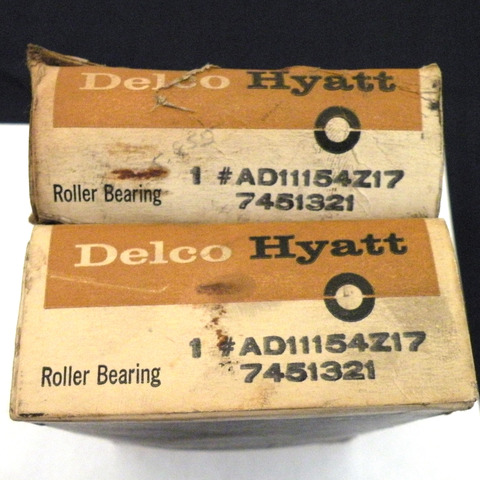 Delco Hyatt
1 #AD11154Z17
Roller Bearing 7451321
Delco Hyatt
1 #AD11154Z17
Roller Bearing 7451321